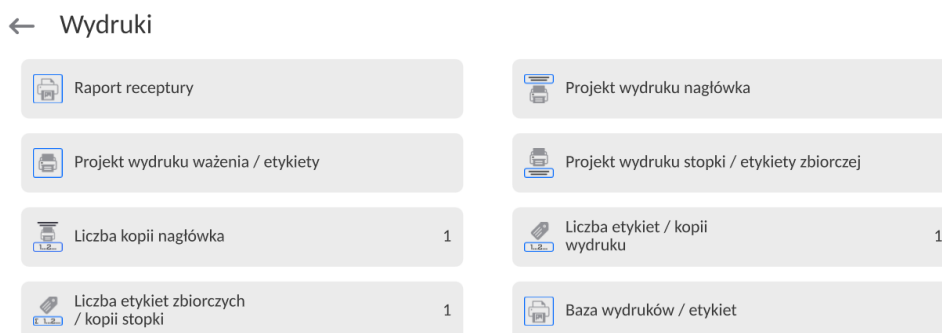 Wydruki
Raport receptury
Projekt wydruku nagłówka
Projekt wydruku ważenia / etykiety
Projekt wydruku stopki / etykiety zbiorczej
Liczba kopii nagłówka 1
Liczba etykiet / kopii
wydruku 1
Liczba etykiet zbiorczych
/ kopii stopki 1
Baza wydruków / etykiet